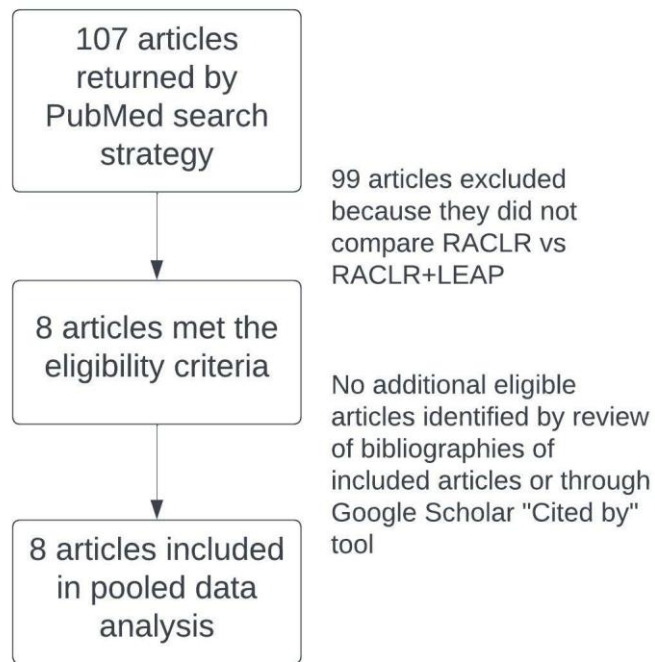 107 articles
returned by
PubMed search
strategy
99 articles excluded
because they did not
compare RACLR vs
RACLR+LEAP
8 articles met the
eligibility criteria
No additional eligible
articles identified by review
of bibliographies of
included articles or through
Google Scholar "Cited by"
tool
8 articles included
in pooled data
analysis